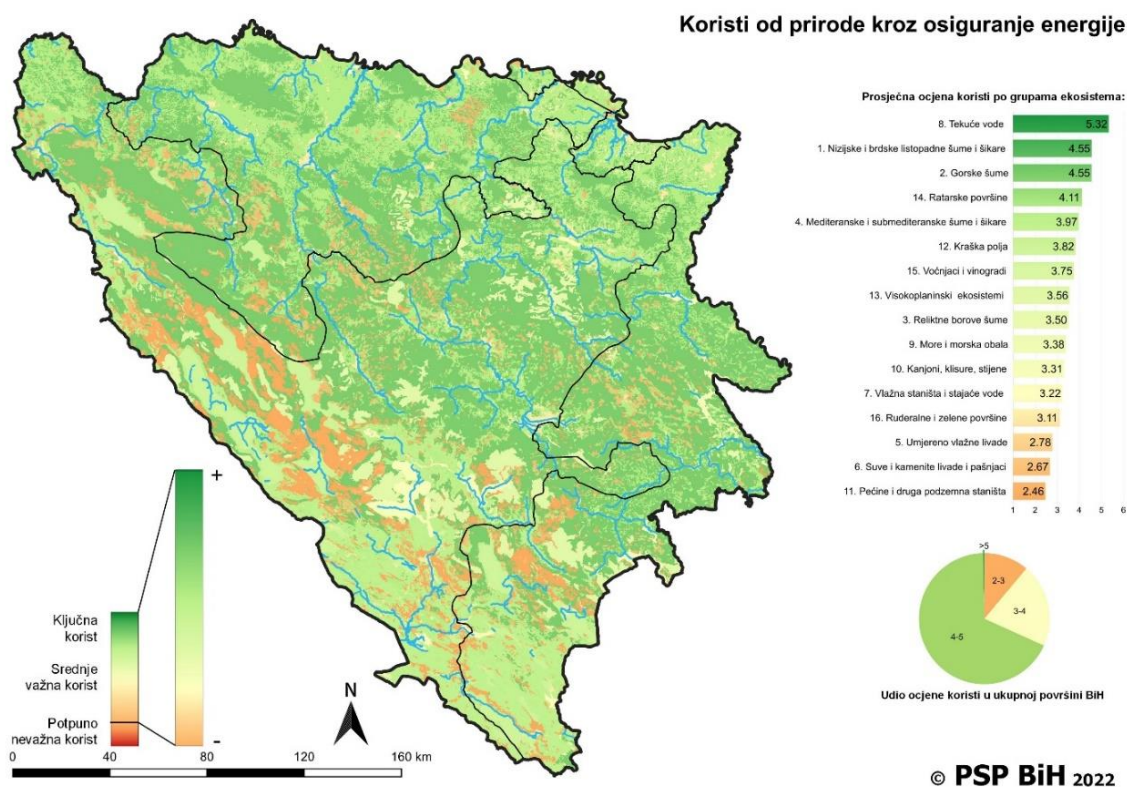 Koristi od prirode kroz osiguranje energije
Prosječna ocjena koristi po grupama ekosistema:
8. Tekuće vode 5.32
1. Nizijske i brdske listopadne šume i šikare 4.55
2. Gorske šume 4.55
14. Ratarske površine 4.11
4. Mediteranske i submediteranske šume i šikare 3.97
12. Kraška polja 3.82
15. Voćnjaci i vinogradi 3.75
13. Visokoplaninski ekosistemi 3.56
3. Reliktne borove šume 3.50
9. More i morska obala 3.38
10. Kanjoni, klisure, stijene 3.31
7. Vlažna staništa i stajaće vode 3.22
16. Ruderalne i zelene površine 3.11
5. Umjereno vlažne livade 2.78
6. Suve i kamenite livade i pašnjaci 2.67
11. Pećine i druga podzemna staništa 2.46
1 2 3 4 5 6
>5
2-3
3-4
4-5
Udio ocjene koristi u ukupnoj površini BiH
+
Ključna
korist
Srednje
važna korist
Potpuno
nevažna korist
-
N
0 40 80 120 160 km
© PSP BiH 2022